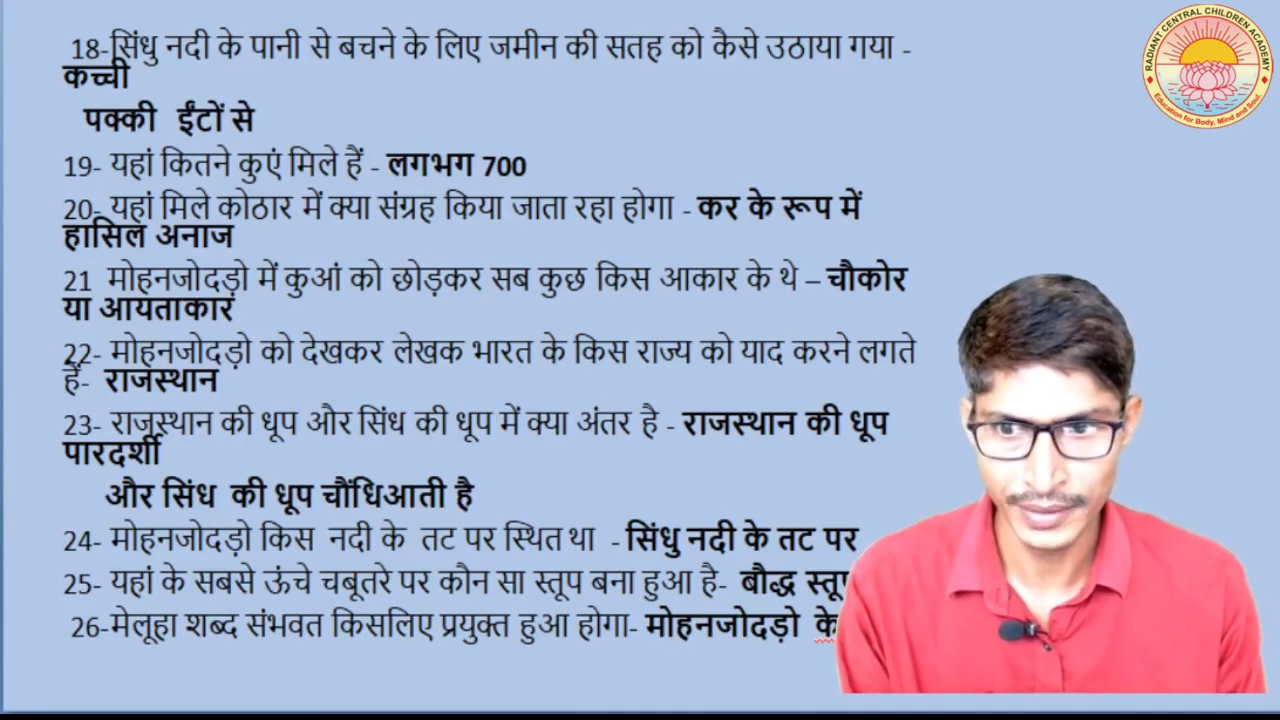 18-सिंधु नदी के पानी से बचने के लिए जमीन की सतह को कैसे उठाया गया -
कच्ची
पक्की ईंटों से
19- यहां कितने कुएं मिले हैं - लगभग 700
20- यहां मिले कोठार में क्या संग्रह किया जाता रहा होगा - कर के रूप में
हासिल अनाज
21 मोहनजोदड़ो में कुआं को छोड़कर सब कुछ किस आकार के थे – चौकोर
या आयताकार
22- मोहनजोदड़ो को देखकर लेखक भारत के किस राज्य को याद करने लगते
हैं- राजस्थान
23- राजस्थान की धूप और सिंध की धूप में क्या अंतर है - राजस्थान की धूप
पारदर्शी
और सिंध की धूप चौंधिआती है
24- मोहनजोदड़ो किस नदी के तट पर स्थित था - सिंधु नदी के तट पर
25- यहां के सबसे ऊंचे चबूतरे पर कौन सा स्तूप बना हुआ है- बौद्ध
26-मेलूहा शब्द संभवत किसलिए प्रयुक्त हुआ होगा- मोहनजोदड़ो के
RADIANT CENTRAL CHILDREN ACADEMY
Education for Body, Mind and Soul